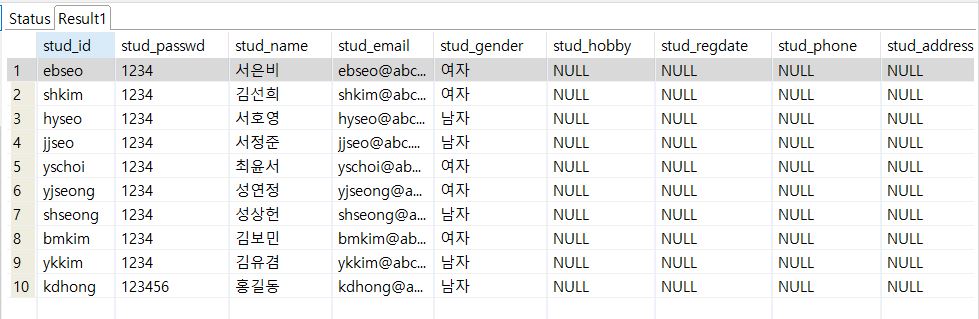 Status Result1
stud_id stud_passwd stud_name stud_email stud_gender stud_hobby stud_regdate stud_phone stud_address
1 ebseo 1234 서은비 ebseo@abc... 여자 NULL NULL NULL NULL
2 shkim 1234 김선희 shkim@abc... 여자 NULL NULL NULL NULL
3 hyseo 1234 서호영 hyseo@abc... 남자 NULL NULL NULL NULL
4 jjseo 1234 서정준 jjseo@abc.... 남자 NULL NULL NULL NULL
5 yschoi 1234 최윤서 yschoi@ab... 여자 NULL NULL NULL NULL
6 yjseong 1234 성연정 yjseong@a... 여자 NULL NULL NULL NULL
7 shseong 1234 성상헌 shseong@a... 남자 NULL NULL NULL NULL
8 bmkim 1234 김보민 bmkim@ab... 여자 NULL NULL NULL NULL
9 ykkim 1234 김유겸 ykkim@abc... 남자 NULL NULL NULL NULL
10 kdhong 123456 홍길동 kdhong@a... 남자 NULL NULL NULL NULL